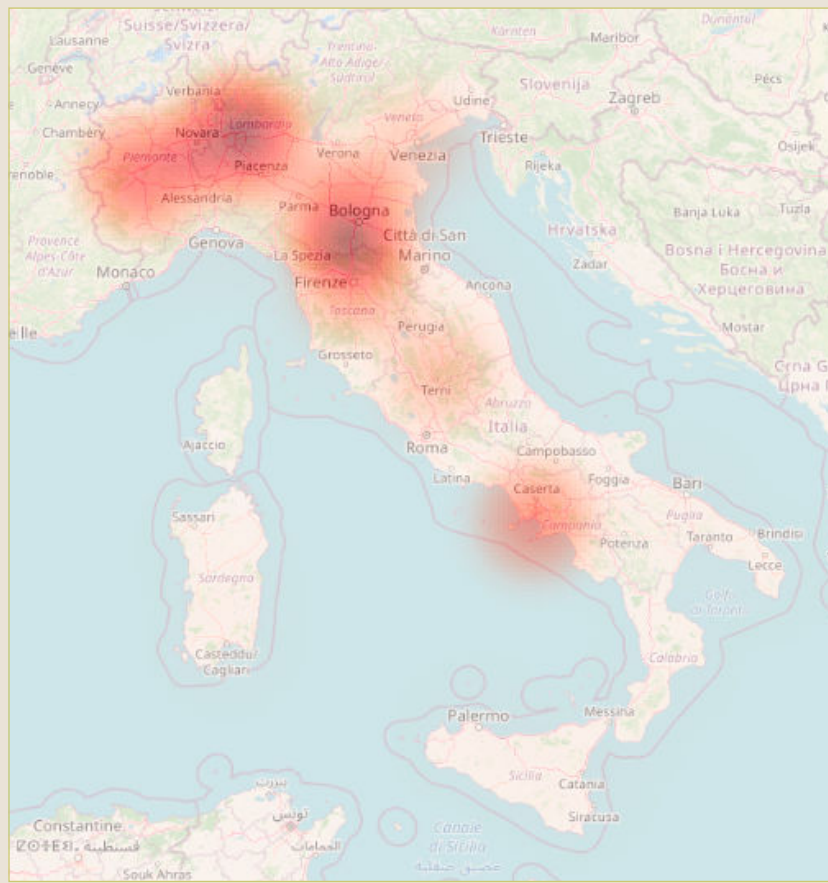 Suisse/Svizzera/
Svizra
Lausanne
Genève
Annecy
Chambéry
Trentino-
Alto Adige/
Südtirol
Kärnten
Maribor
Dunántúl
Slovenija
Zagreb
Pécs
Osijek
Verbania
Novara
Lombardia
Piemonte
Piacenza
Alessandria
Verona
Veneto
Venezia
Udine
Trieste
Rijeka
Hrvatska
Zadar
Banja Luka
Tuzla
Bosna i Hercegovina
Босна и
Херцеговина
Mostar
Provence
Alpes-Côte
d'Azur
Monaco
Genova
Parma
Bologna
La Spezia
Firenze
Toscana
Città di San
Marino
Ancona
Perugia
Grosseto
Terni
Abruzzo
Italia
Roma
Latina
Campobasso
Caserta
Foggia
Campania
Potenza
Bari
Puglia
Taranto
Brindisi
Lecce
Calabria
Ajaccio
Sassari
Sardegna
Casteddu/
Cagliari
Palermo
Messina
Sicilia
Catania
Siracusa
Canale
di Sicilia
Constantine
قسنطينة
Souk Ahras
بنزرت
تونس
الحمامات